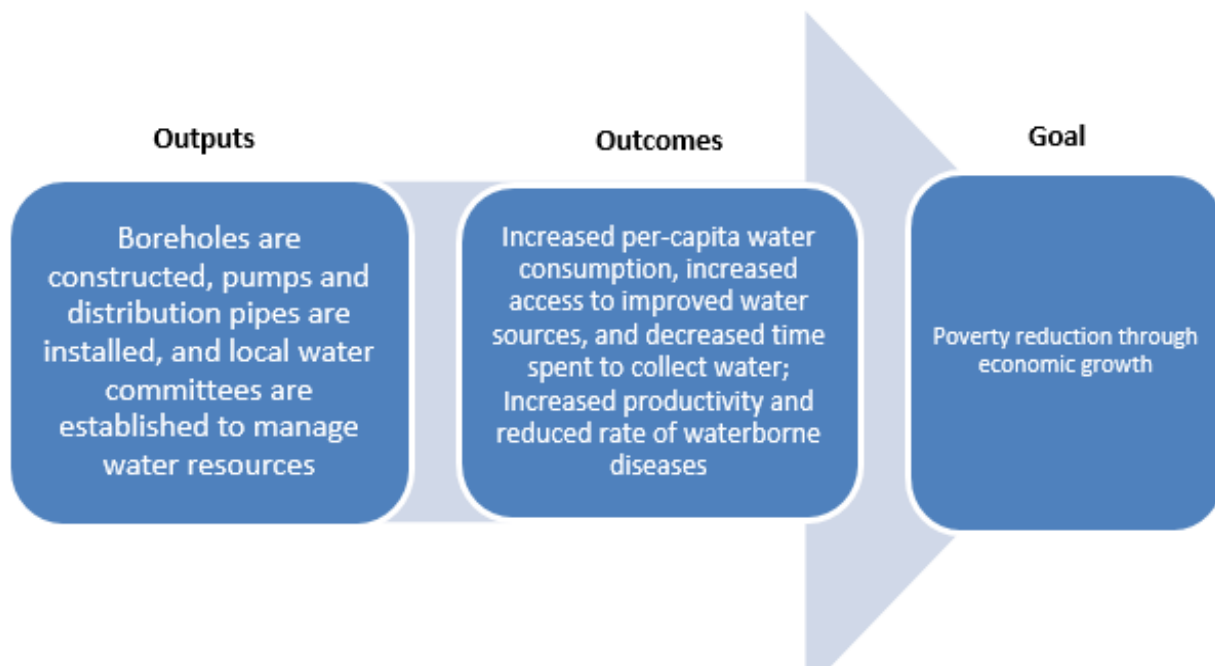 Outputs
Boreholes are
constructed, pumps and
distribution pipes are
installed, and local water
committees are
established to manage
water resources
Outcomes
Increased per-capita water
consumption, increased
access to improved water
sources, and decreased time
spent to collect water;
Increased productivity and
reduced rate of waterborne
diseases
Goal
Poverty reduction through
economic growth